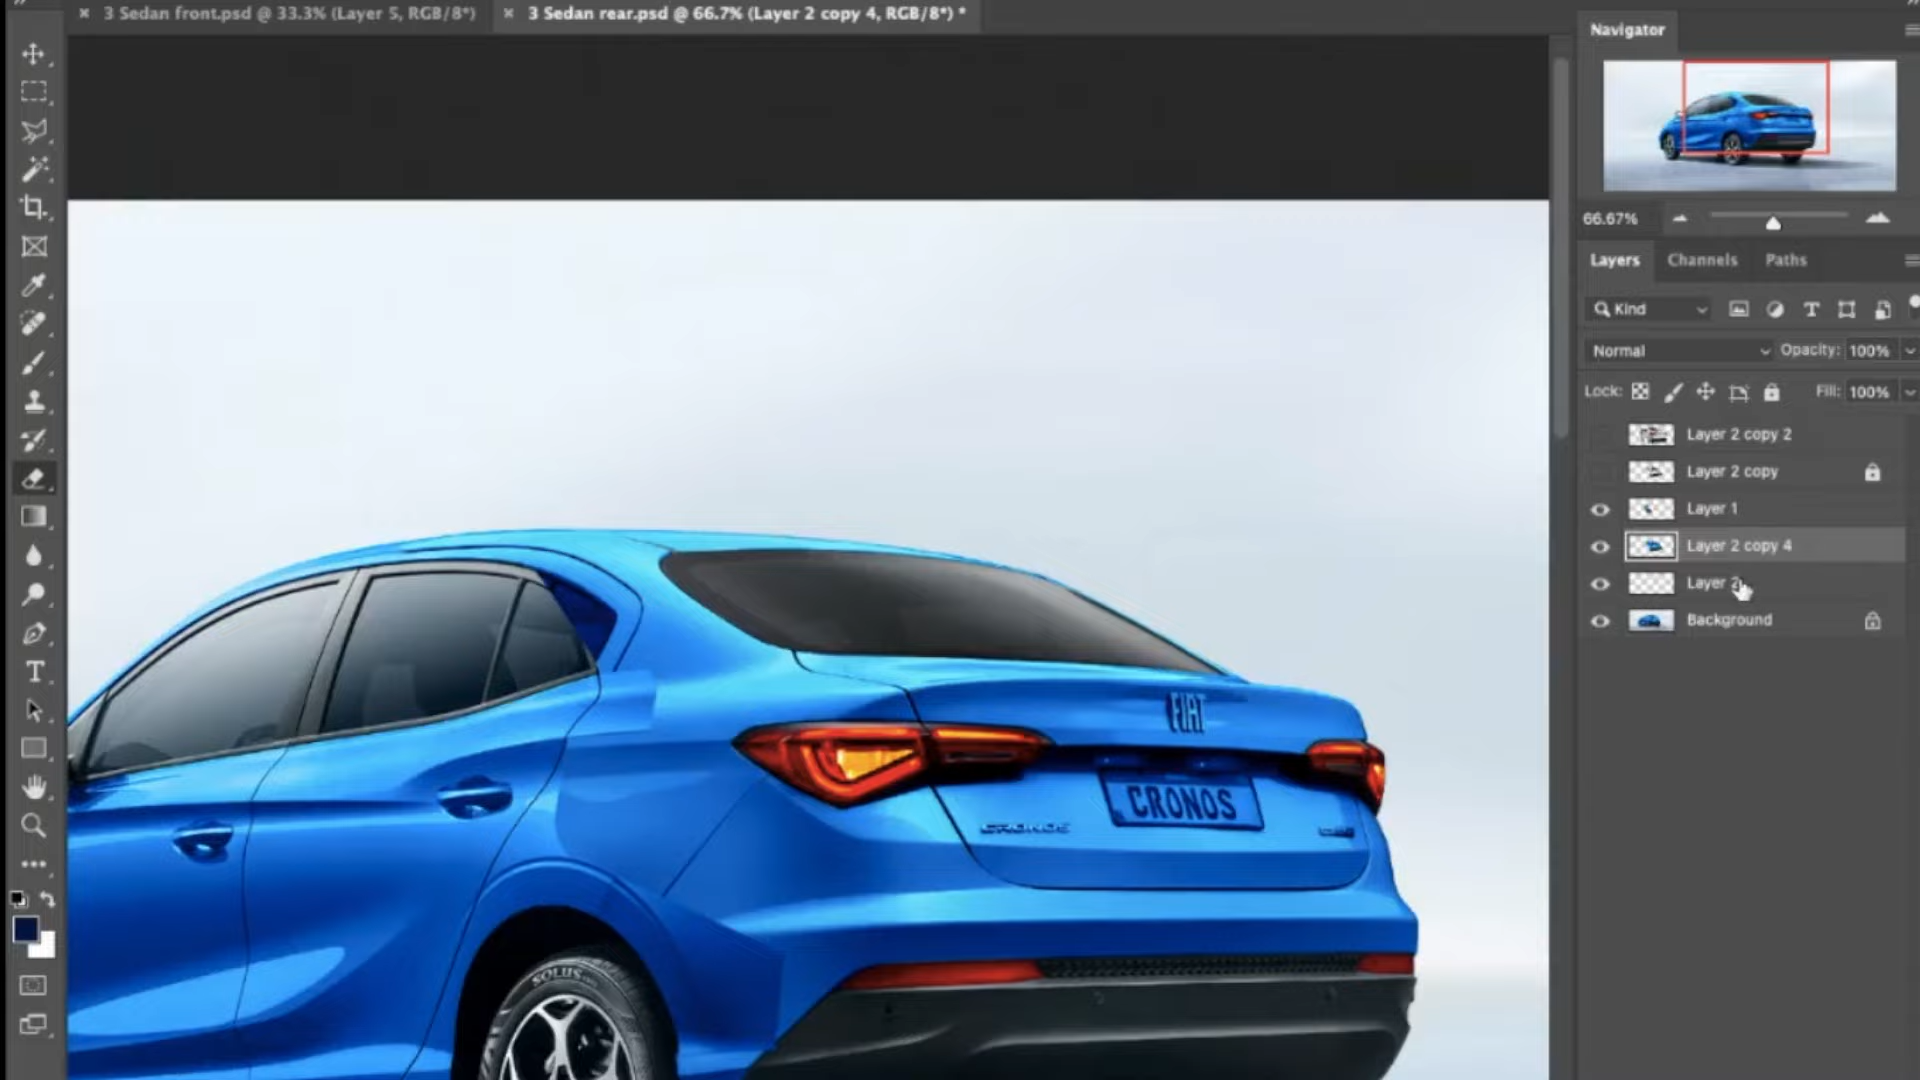 3 Sedan front.psd @ 33.3% (Layer 5, RGB/8*)
3 Sedan rear.psd @ 66.7% (Layer 2 copy 4, RGB/8*) *
Navigator
66.67%
Layers Channels Paths
Kind
Normal Opacity: 100%
Lock: Fill: 100%
Layer 2 copy 2
Layer 2 copy
Layer 1
Layer 2 copy 4
Layer 2
Background
FIAT
CRONOS
CRONOS
SOLUS